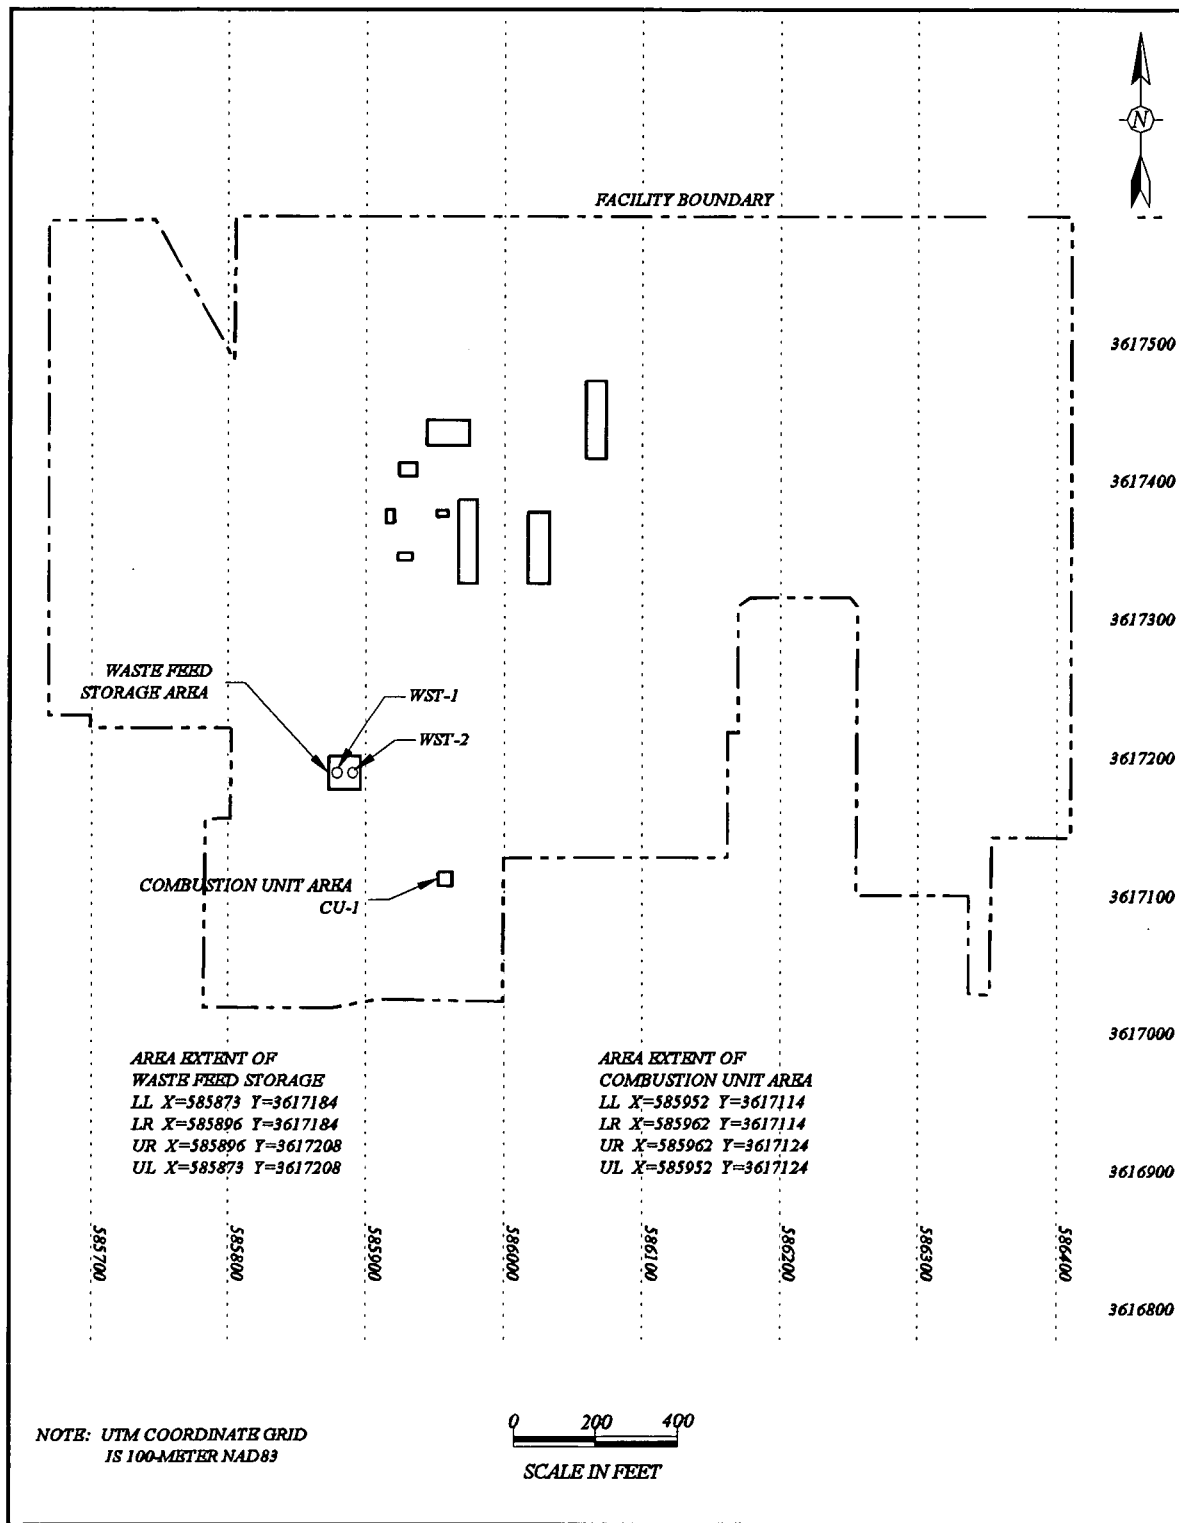 N
FACILITY BOUNDARY
3617500
3617400
3617300
WASTE FEED
STORAGE AREA
WST-1
WST-2
3617200
COMBUSTION UNIT AREA
CU-1
3617100
3617000
AREA EXTENT OF
WASTE FEED STORAGE
LL X=585873 Y=3617184
LR X=585896 Y=3617184
UR X=585896 Y=3617208
UL X=585873 Y=3617208
AREA EXTENT OF
COMBUSTION UNIT AREA
LL X=585952 Y=3617114
LR X=585962 Y=3617114
UR X=585962 Y=3617124
UL X=585952 Y=3617124
3616900
585700
585800
585900
586000
586100
586200
586300
586400
3616800
NOTE: UTM COORDINATE GRID
IS 100-METER NAD83
0 200 400
SCALE IN FEET